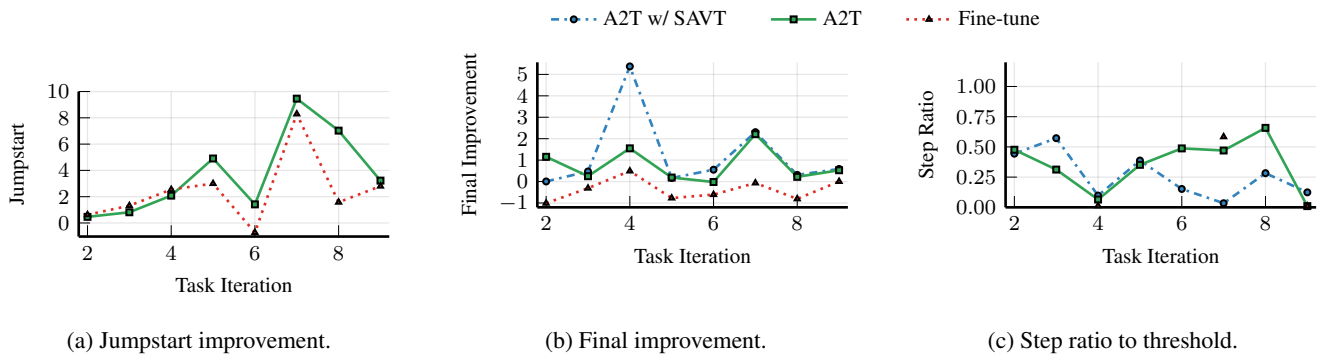 A2T w/ SAVT A2T Fine-tune
Jumpstart
10
8
6
4
2
0
2 4 6 8
Task Iteration
(a) Jumpstart improvement.
Final Improvement
5
4
3
2
1
0
−1
2 4 6 8
Task Iteration
(b) Final improvement.
Step Ratio
1.00
0.75
0.50
0.25
0.00
2 4 6 8
Task Iteration
(c) Step ratio to threshold.